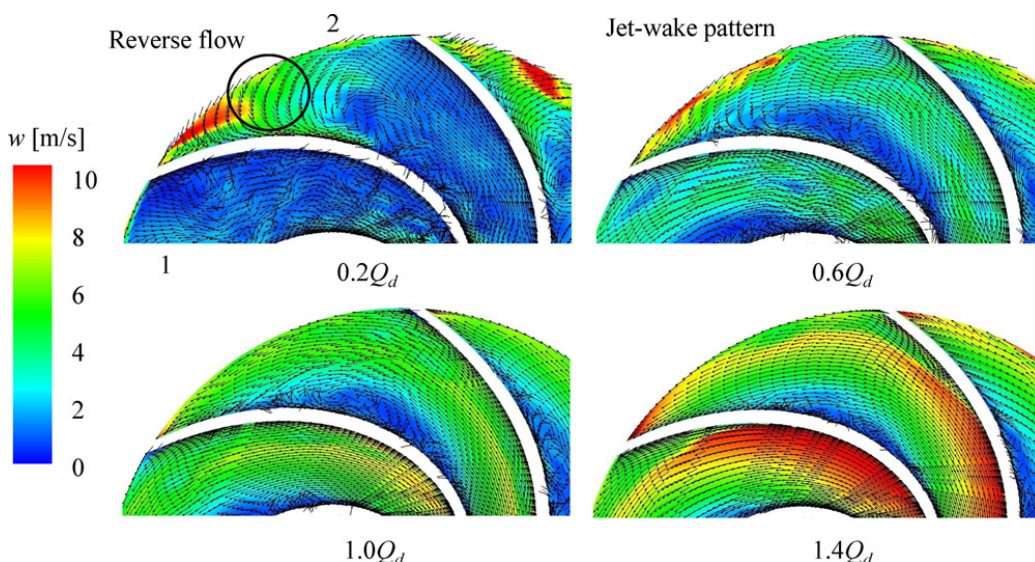 2
Reverse flow
Jet-wake pattern
w [m/s]
10
8
6
4
2
0
1
0.2Q_d
0.6Q_d
1.0Q_d
1.4Q_d